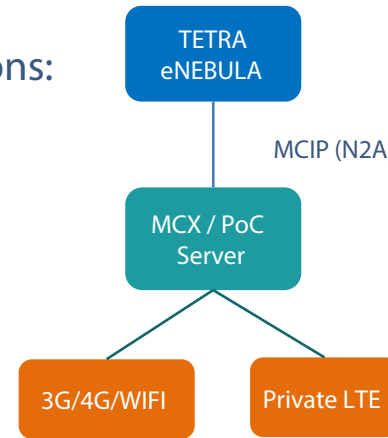 ons:
TETRA
eNEBULA
MCIP (N2A
MCX / PoC
Server
3G/4G/WIFI
Private LTE